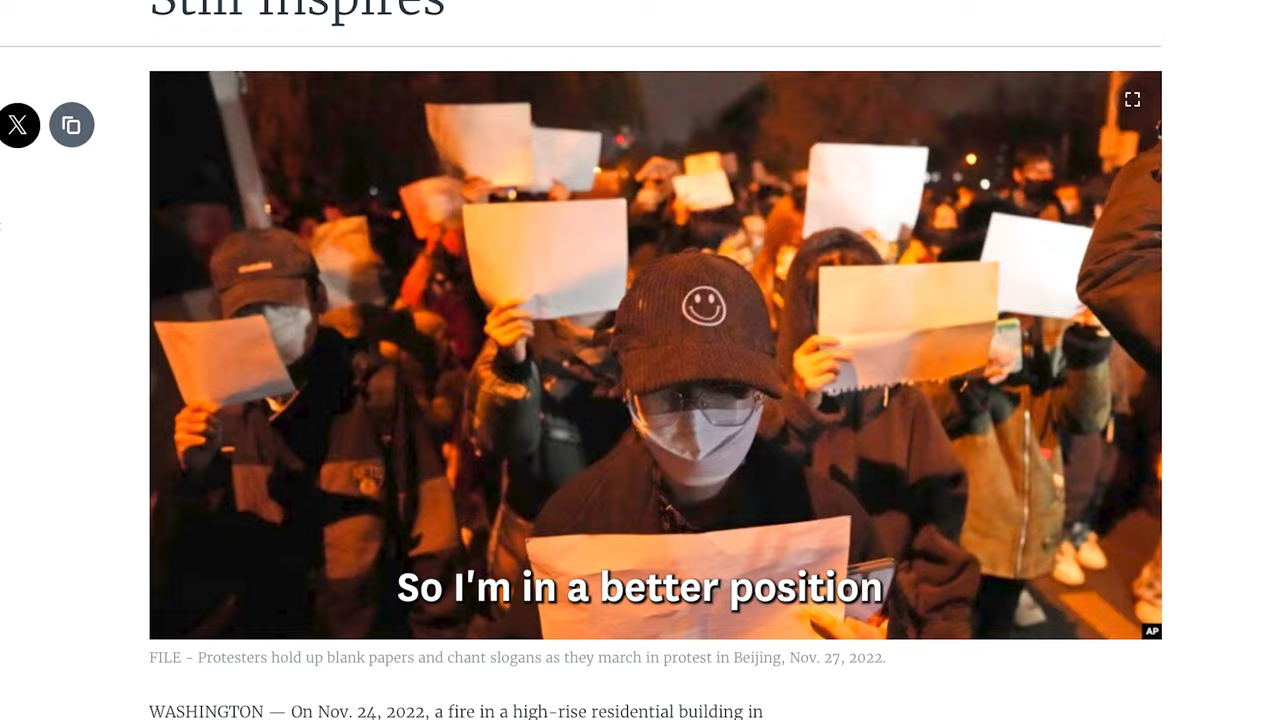 Still Inspires
So I'm in a better position
AP
FILE - Protesters hold up blank papers and chant slogans as they march in protest in Beijing, Nov. 27, 2022.
WASHINGTON — On Nov. 24, 2022, a fire in a high-rise residential building in